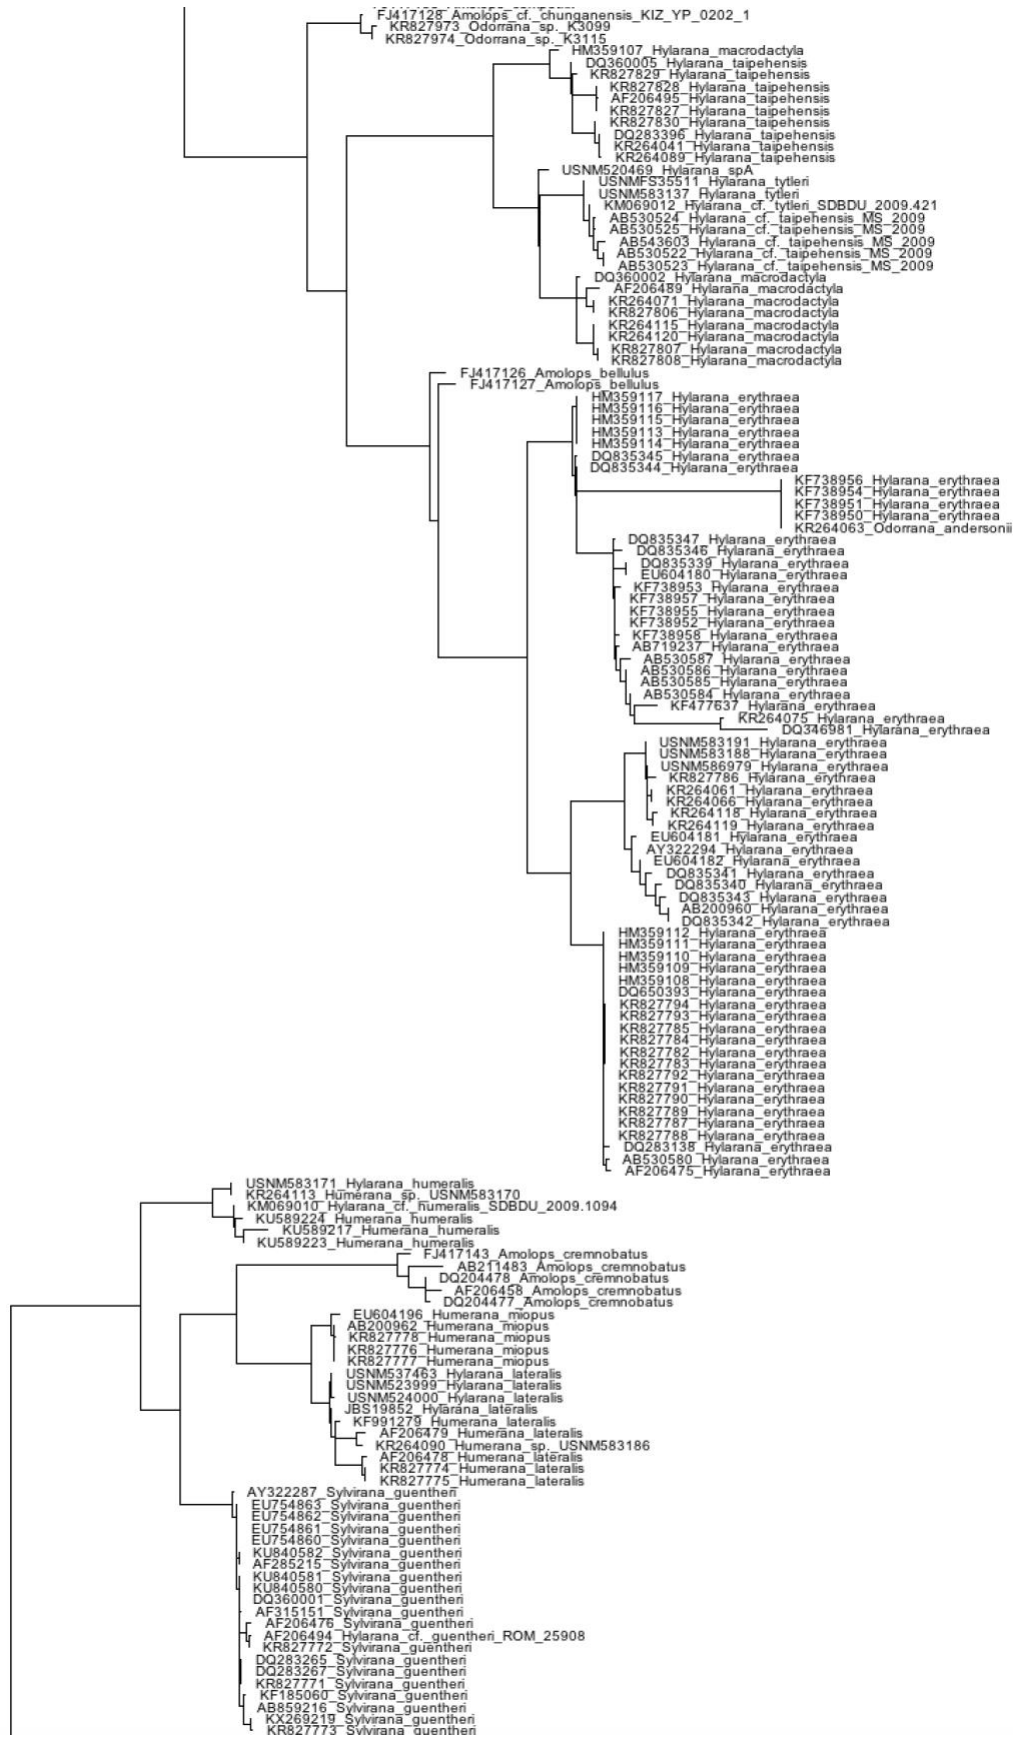 FJ417128_Amolops_cf._chunganensis_KIZ_YP_0202_1
KR827973_Odorrana_sp._K3099
KR827974_Odorrana_sp._K3115
HM359107_Hylarana_macrodactyla
DQ360005_Hylarana_taipehensis
KR827829_Hylarana_taipehensis
KR827828_Hylarana_taipehensis
AF206495_Hylarana_taipehensis
KR827827_Hylarana_taipehensis
KR827830_Hylarana_taipehensis
DQ283396_Hylarana_taipehensis
KR264041_Hylarana_taipehensis
KR264089_Hylarana_taipehensis
USNM520469_Hylarana_spA
USNMFS35511_Hylarana_tytleri
USNM583137_Hylarana_tytleri
KM069012_Hylarana_cf._tytleri_SDBDU_2009.421
AB530524_Hylarana_cf._taipehensis_MS_2009
AB530525_Hylarana_cf._taipehensis_MS_2009
AB543603_Hylarana_cf._taipehensis_MS_2009
AB530522_Hylarana_cf._taipehensis_MS_2009
AB530523_Hylarana_cf._taipehensis_MS_2009
DQ360002_Hylarana_macrodactyla
AF206489_Hylarana_macrodactyla
KR264071_Hylarana_macrodactyla
KR827806_Hylarana_macrodactyla
KR264115_Hylarana_macrodactyla
KR264120_Hylarana_macrodactyla
KR827807_Hylarana_macrodactyla
KR827808_Hylarana_macrodactyla
FJ417126_Amolops_bellulus
FJ417127_Amolops_bellulus
HM359117_Hylarana_erythraea
HM359116_Hylarana_erythraea
HM359115_Hylarana_erythraea
HM359113_Hylarana_erythraea
HM359114_Hylarana_erythraea
DQ835345_Hylarana_erythraea
DQ835344_Hylarana_erythraea
KF738956_Hylarana_erythraea
KF738954_Hylarana_erythraea
KF738951_Hylarana_erythraea
KF738950_Hylarana_erythraea
KR264063_Odorrana_andersonii
DQ835347_Hylarana_erythraea
DQ835346_Hylarana_erythraea
DQ835339_Hylarana_erythraea
EU604180_Hylarana_erythraea
KF738953_Hylarana_erythraea
KF738957_Hylarana_erythraea
KF738955_Hylarana_erythraea
KF738952_Hylarana_erythraea
KF738958_Hylarana_erythraea
AB719237_Hylarana_erythraea
AB530587_Hylarana_erythraea
AB530586_Hylarana_erythraea
AB530585_Hylarana_erythraea
AB530584_Hylarana_erythraea
KF477637_Hylarana_erythraea
KR264075_Hylarana_erythraea
DQ346981_Hylarana_erythraea
USNM583191_Hylarana_erythraea
USNM583188_Hylarana_erythraea
USNM586979_Hylarana_erythraea
KR827786_Hylarana_erythraea
KR264061_Hylarana_erythraea
KR264066_Hylarana_erythraea
KR264118_Hylarana_erythraea
KR264119_Hylarana_erythraea
EU604181_Hylarana_erythraea
AY322294_Hylarana_erythraea
EU604182_Hylarana_erythraea
DQ835341_Hylarana_erythraea
DQ835340_Hylarana_erythraea
DQ835343_Hylarana_erythraea
AB200960_Hylarana_erythraea
DQ835342_Hylarana_erythraea
HM359112_Hylarana_erythraea
HM359111_Hylarana_erythraea
HM359110_Hylarana_erythraea
HM359109_Hylarana_erythraea
HM359108_Hylarana_erythraea
DQ650393_Hylarana_erythraea
KR827794_Hylarana_erythraea
KR827793_Hylarana_erythraea
KR827785_Hylarana_erythraea
KR827784_Hylarana_erythraea
KR827782_Hylarana_erythraea
KR827783_Hylarana_erythraea
KR827792_Hylarana_erythraea
KR827791_Hylarana_erythraea
KR827790_Hylarana_erythraea
KR827789_Hylarana_erythraea
KR827787_Hylarana_erythraea
KR827788_Hylarana_erythraea
DQ283138_Hylarana_erythraea
AB530580_Hylarana_erythraea
AF206475_Hylarana_erythraea
USNM583171_Hylarana_humeralis
KR264113_Humerana_sp._USNM583170
KM069010_Hylarana_cf._humeralis_SDBDU_2009.1094
KU589224_Humerana_humeralis
KU589217_Humerana_humeralis
KU589223_Humerana_humeralis
FJ417143_Amolops_cremnobatus
AB211483_Amolops_cremnobatus
DQ204478_Amolops_cremnobatus
AF206458_Amolops_cremnobatus
DQ204477_Amolops_cremnobatus
EU604196_Humerana_miopus
AB200962_Humerana_miopus
KR827778_Humerana_miopus
KR827776_Humerana_miopus
KR827777_Humerana_miopus
USNM537463_Hylarana_lateralis
USNM523999_Hylarana_lateralis
USNM524000_Hylarana_lateralis
JBS19852_Hylarana_lateralis
KF991279_Humerana_lateralis
AF206479_Humerana_lateralis
KR264090_Humerana_sp._USNM583186
AF206478_Humerana_lateralis
KR827774_Humerana_lateralis
KR827775_Humerana_lateralis
AY322287_Sylvirana_guentheri
EU754863_Sylvirana_guentheri
EU754862_Sylvirana_guentheri
EU754861_Sylvirana_guentheri
EU754860_Sylvirana_guentheri
KU840582_Sylvirana_guentheri
AF285215_Sylvirana_guentheri
KU840581_Sylvirana_guentheri
KU840580_Sylvirana_guentheri
DQ360001_Sylvirana_guentheri
AF315151_Sylvirana_guentheri
AF206476_Sylvirana_guentheri
AF206494_Hylarana_cf._guentheri_ROM_25908
KR827772_Sylvirana_guentheri
DQ283265_Sylvirana_guentheri
DQ283267_Sylvirana_guentheri
KR827771_Sylvirana_guentheri
KF185060_Sylvirana_guentheri
AB859216_Sylvirana_guentheri
KX269219_Sylvirana_guentheri
KR827773_Sylvirana_guentheri